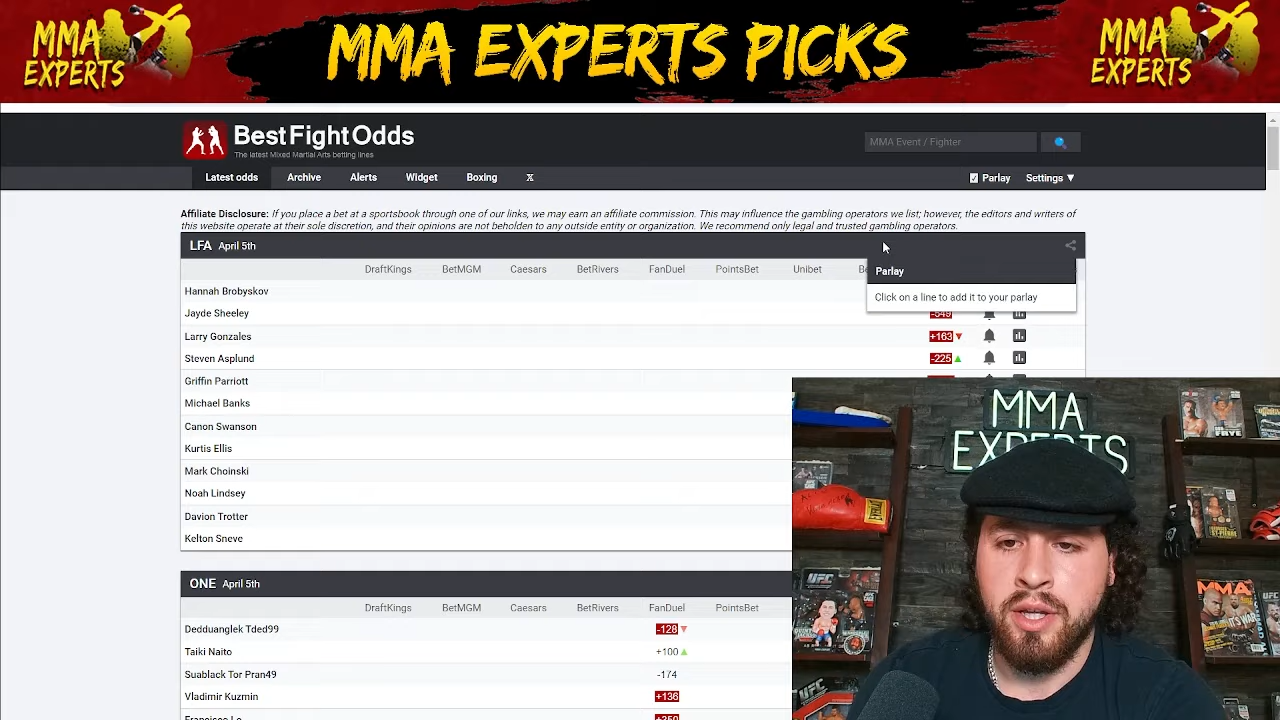 MMA
EXPERTS
MMA EXPERTS PICKS
MMA
EXPERTS
BestFightOdds
The latest Mixed Martial Arts betting lines
MMA Event / Fighter
Latest odds Archive Alerts Widget Boxing X Parlay Settings ▼
Affiliate Disclosure: If you place a bet at a sportsbook through one of our links, we may earn an affiliate commission. This may influence the gambling operators we list; however, the editors and writers of
this website operate at their sole discretion, and their opinions are not beholden to any outside entity or organization. We recommend only legal and trusted gambling operators.
LFA April 5th
DraftKings BetMGM Caesars BetRivers FanDuel PointsBet Unibet
Parlay
Click on a line to add it to your parlay
Hannah Brobyskov
Jayde Sheeley -549
Larry Gonzales +163 ▼
Steven Asplund -225 ▲
Griffin Parriott
Michael Banks
Canon Swanson
Kurtis Ellis
Mark Choinski
Noah Lindsey
Davion Trotter
Kelton Sneve
ONE April 5th
DraftKings BetMGM Caesars BetRivers FanDuel PointsBet
Dedduanglek Tded99 -128 ▼
Taiki Naito +100 ▲
Suablack Tor Pran49 -174
Vladimir Kuzmin +136
MMA
EXPERTS
FRYE
UFC
ST-PIERRE
MMA
UFC